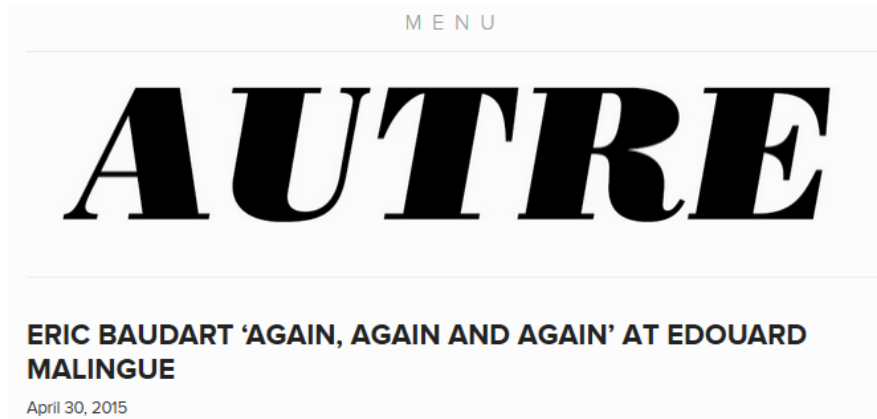 MENU
AUTRE
ERIC BAUDART ‘AGAIN, AGAIN AND AGAIN’ AT EDOUARD
MALINGUE
April 30, 2015